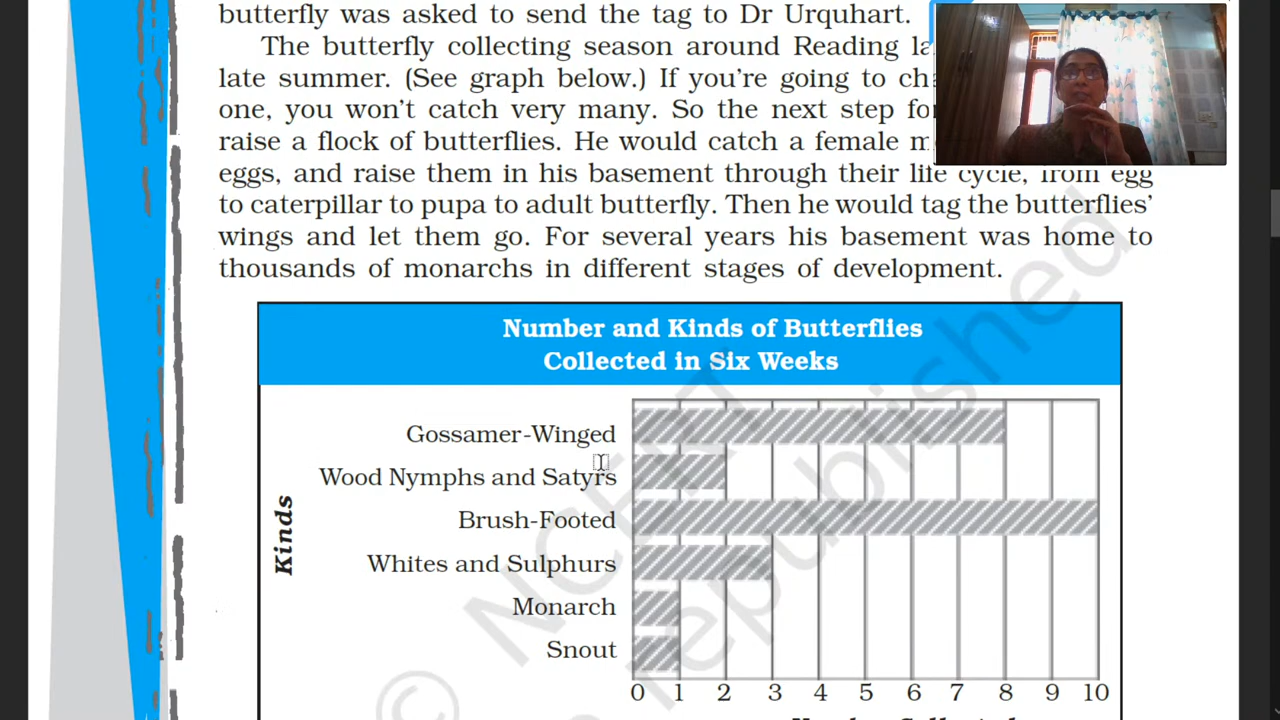 butterfly was asked to send the tag to Dr Urquhart.
The butterfly collecting season around Reading
late summer. (See graph below.) If you're going to
one, you won't catch very many. So the next step
raise a flock of butterflies. He would catch a female
eggs, and raise them in his basement through their life cycle, from egg
to caterpillar to pupa to adult butterfly. Then he would tag the butterflies'
wings and let them go. For several years his basement was home to
thousands of monarchs in different stages of development.
Number and Kinds of Butterflies
Collected in Six Weeks
Kinds
Gossamer-Winged
Wood Nymphs and Satyrs
Brush-Footed
Whites and Sulphurs
Monarch
Snout
0 1 2 3 4 5 6 7 8 9 10
© NCERT
republished